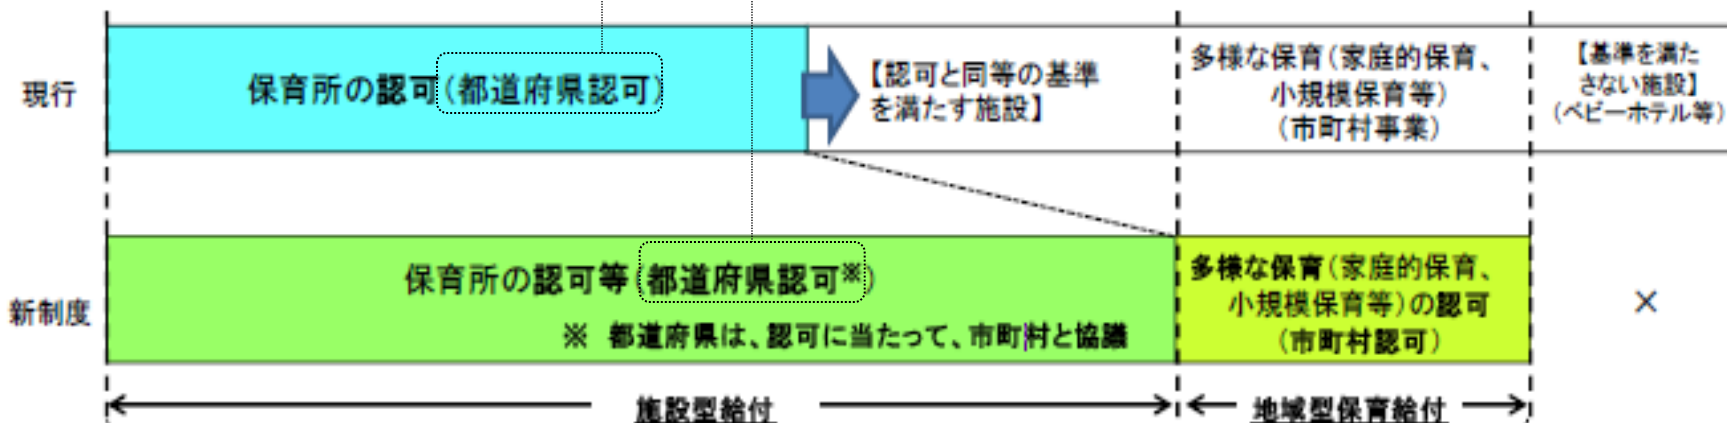 現行
保育所の認可(都道府県認可)
【認可と同等の基準
を満たす施設】
多様な保育(家庭的保育、
小規模保育等)
(市町村事業)
【基準を満た
さない施設】
(ベビーホテル等)
新制度
保育所の認可等(都道府県認可※)
※ 都道府県は、認可に当たって、市町村と協議
多様な保育(家庭的保育、
小規模保育等)の認可
(市町村認可)
×
施設型給付
地域型保育給付